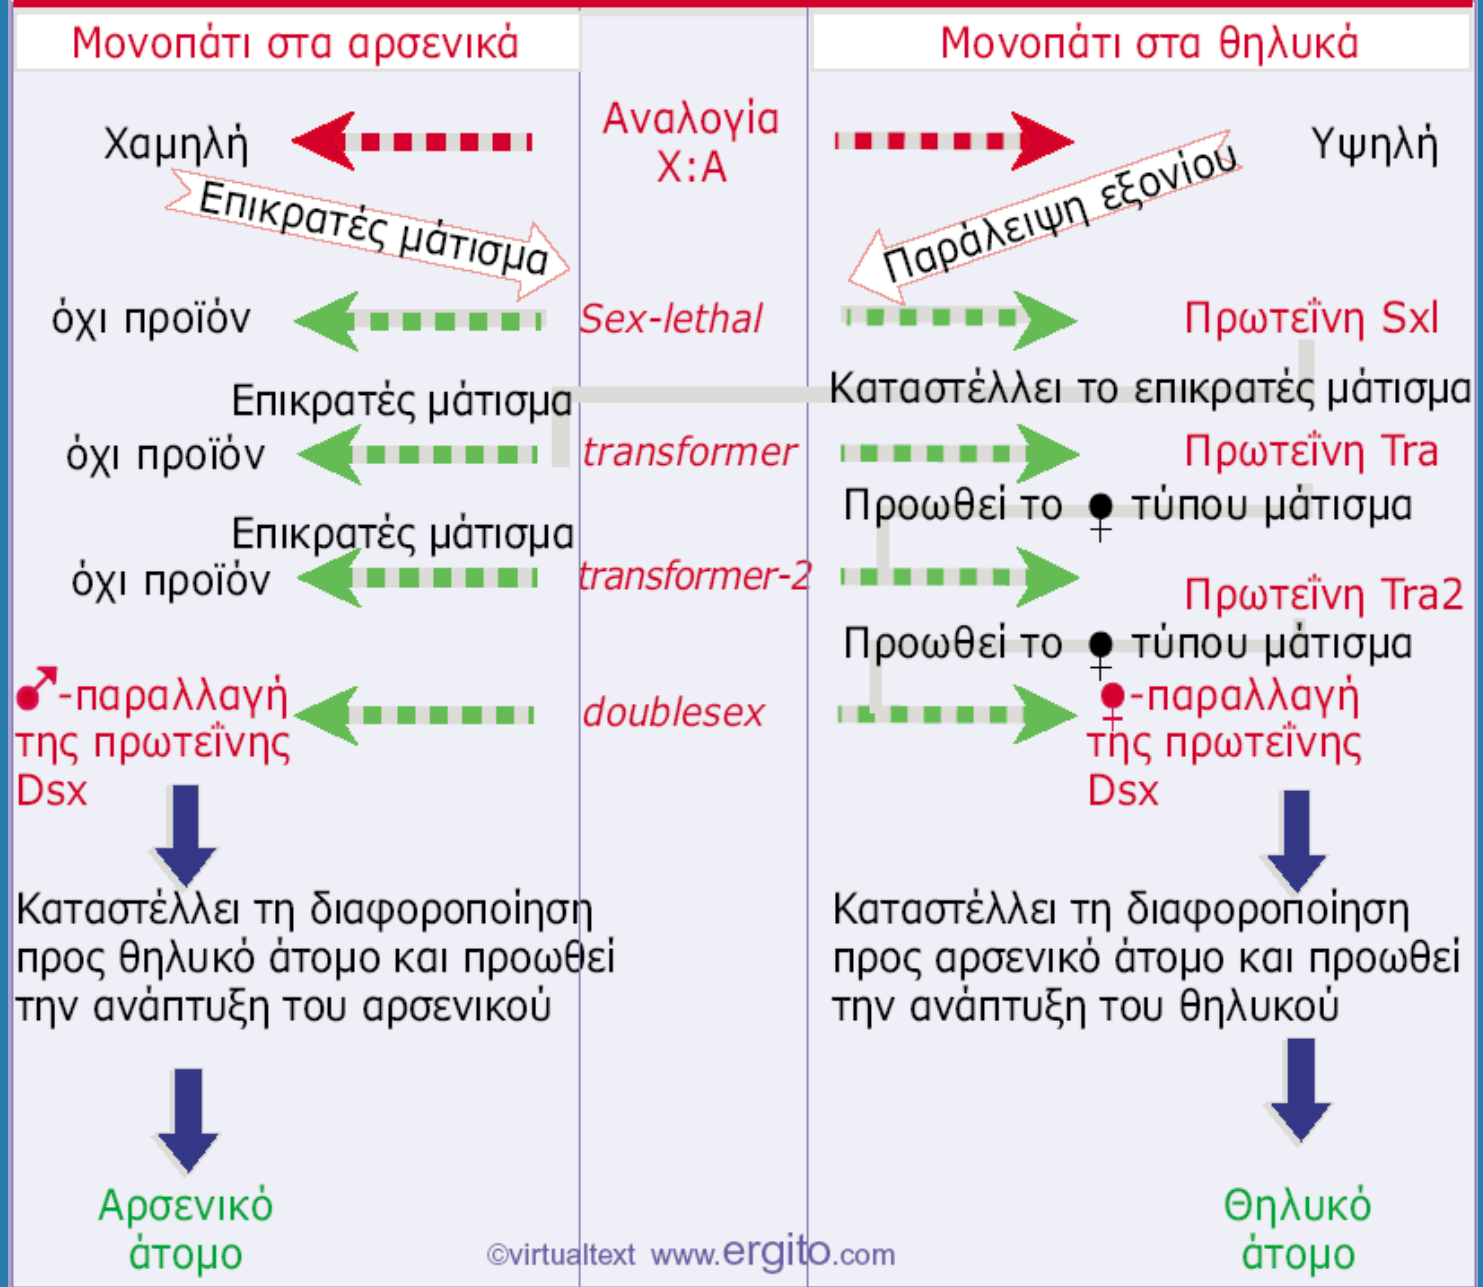 Μονοπάτι στα αρσενικά
Μονοπάτι στα θηλυκά
Χαμηλή
Αναλογία
Χ:Α
Υψηλή
Επικρατές μάτισμα
Παράλειψη εξονίου
όχι προϊόν
Sex-lethal
Πρωτεΐνη Sxl
Επικρατές μάτισμα
Καταστέλλει το επικρατές μάτισμα
όχι προϊόν
transformer
Πρωτεΐνη Tra
Προωθεί το ♀ τύπου μάτισμα
Επικρατές μάτισμα
όχι προϊόν
transformer-2
Πρωτεΐνη Tra2
Προωθεί το ♀ τύπου μάτισμα
♂-παραλλαγή
της πρωτεΐνης
Dsx
doublesex
♀-παραλλαγή
της πρωτεΐνης
Dsx
Καταστέλλει τη διαφοροποίηση
προς θηλυκό άτομο και προωθεί
την ανάπτυξη του αρσενικού
Καταστέλλει τη διαφοροποίηση
προς αρσενικό άτομο και προωθεί
την ανάπτυξη του θηλυκού
Αρσενικό
άτομο
Θηλυκό
άτομο
©virtualtext www.ergito.com